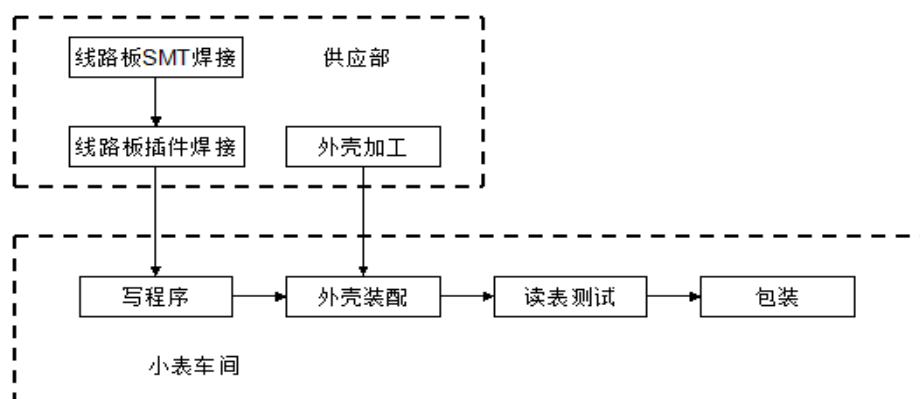 线路板SMT焊接
供应部
线路板插件焊接
外壳加工
写程序
外壳装配
读表测试
包装
小表车间